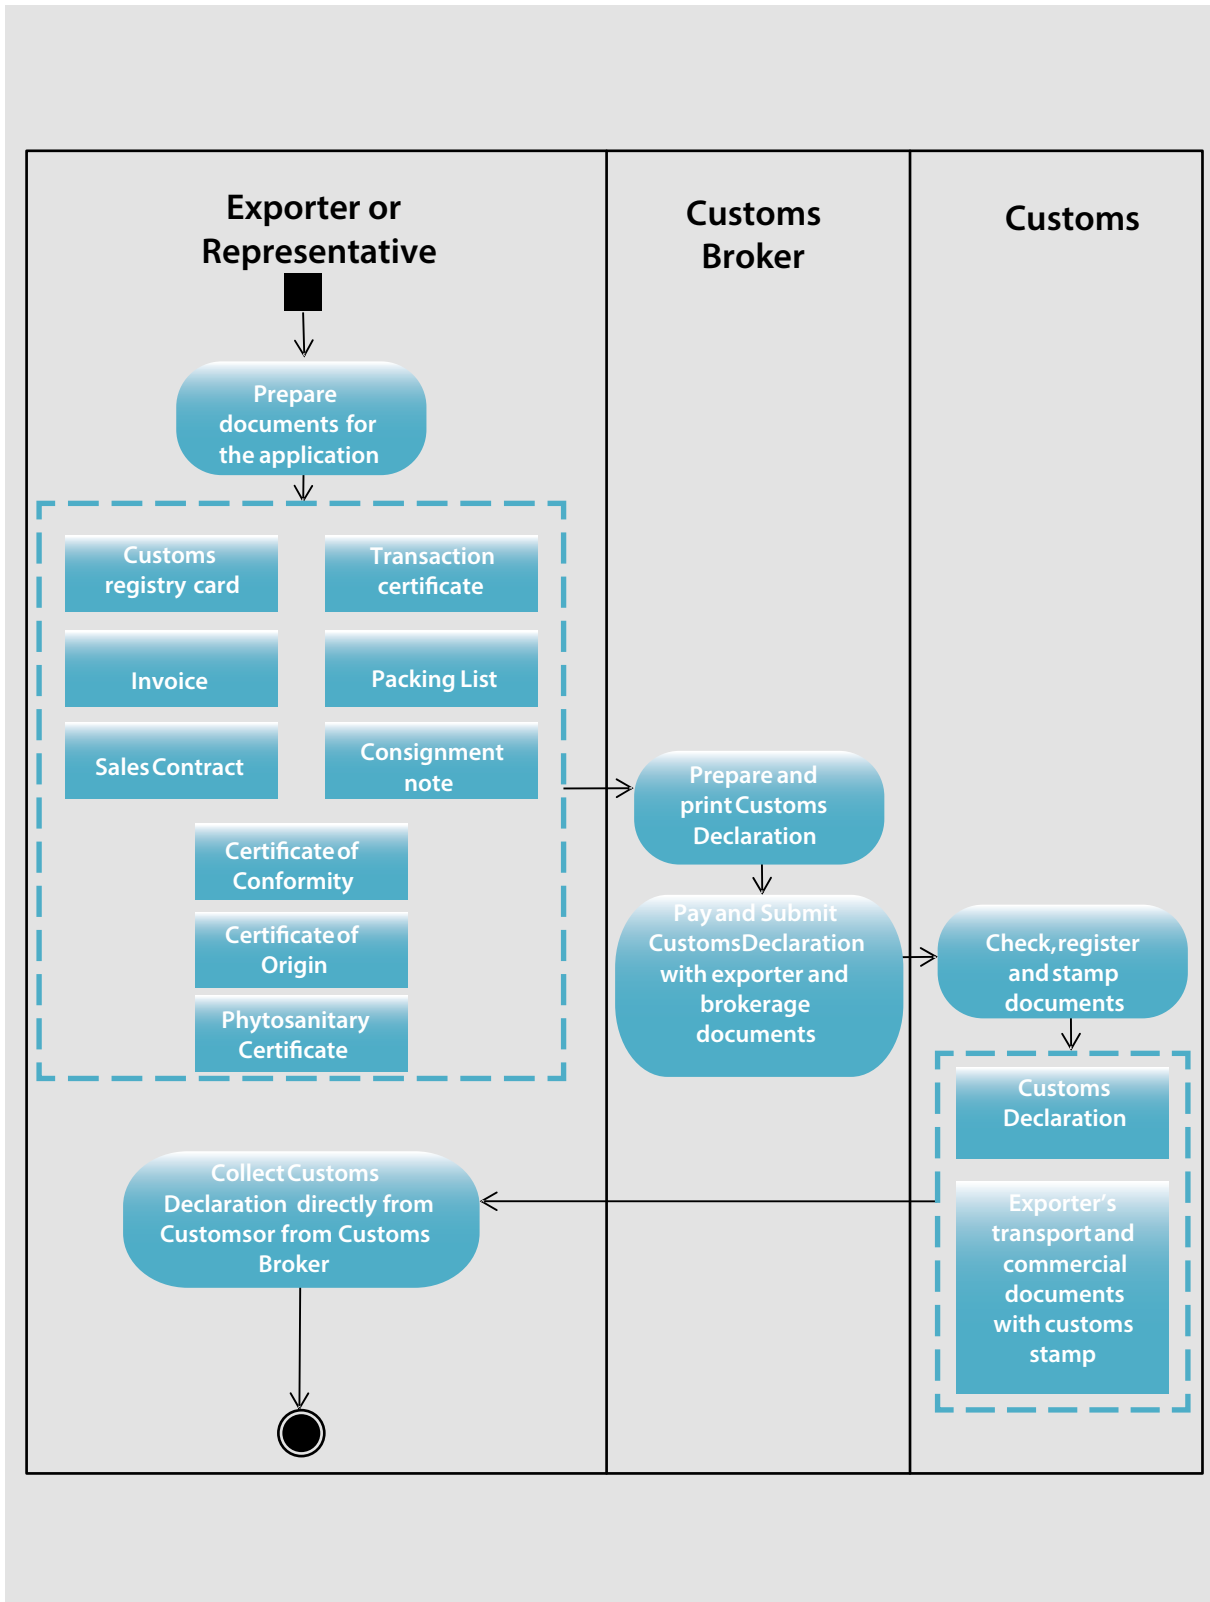 Exporter or
Representative
Customs
Broker
Customs
Prepare
documents for
the application
Customs
registry card
Transaction
certificate
Invoice
Packing List
Sales Contract
Consignment
note
Certificate of
Conformity
Certificate of
Origin
Phytosanitary
Certificate
Prepare and
print Customs
Declaration
Pay and Submit
Customs Declaration
with exporter and
brokerage
documents
Check, register
and stamp
documents
Customs
Declaration
Exporter's
transport and
commercial
documents
with customs
stamp
Collect Customs
Declaration directly from
Customsor from Customs
Broker